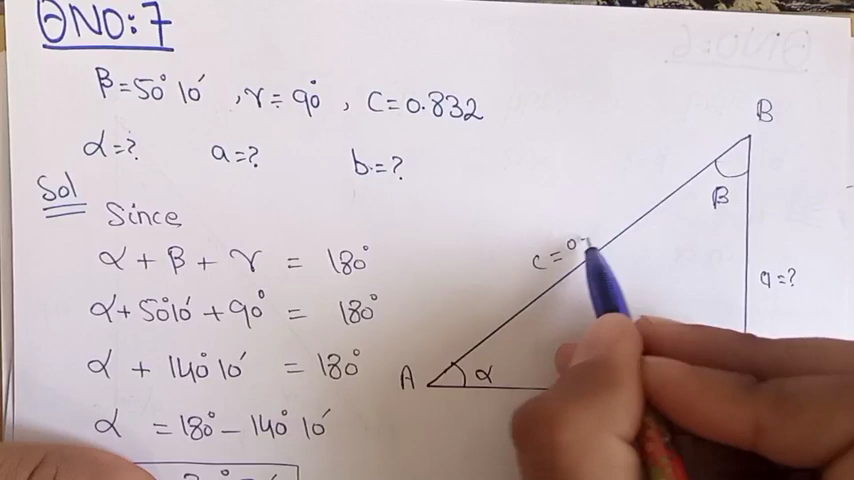 QNO:7
β=50°10′ , γ=90° , C=0.832
α=? a=? b=?
Sol Since
α + β + γ = 180°
α+50°10′+90° = 180°
α + 140°10′ = 180°
α = 180° - 140° 10′
B
β
c = 0.
a=?
A α